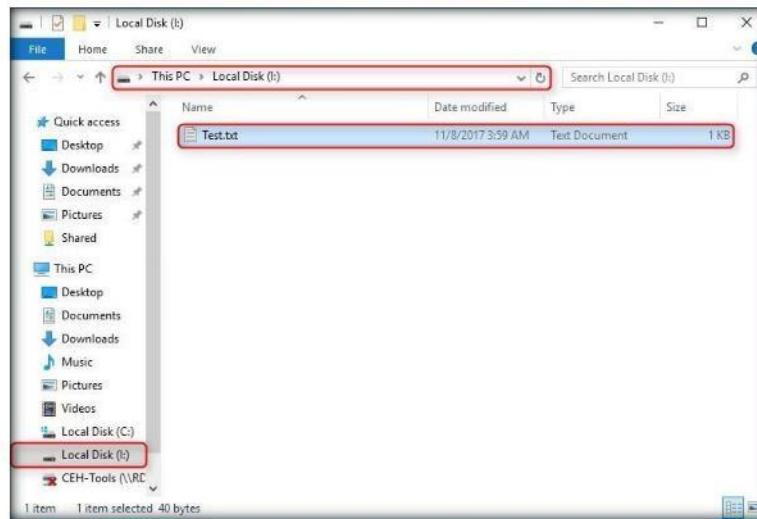 Local Disk (I:)
File Home Share View
This PC > Local Disk (I:) Search Local Disk (I:)
Name Date modified Type Size
Test.txt 11/8/2017 3:59 AM Text Document 1 KB
Quick access
Desktop
Downloads
Documents
Pictures
Shared
This PC
Desktop
Documents
Downloads
Music
Pictures
Videos
Local Disk (C:)
Local Disk (I:)
CEH-Tools (\\RD
1 item 1 item selected 40 bytes